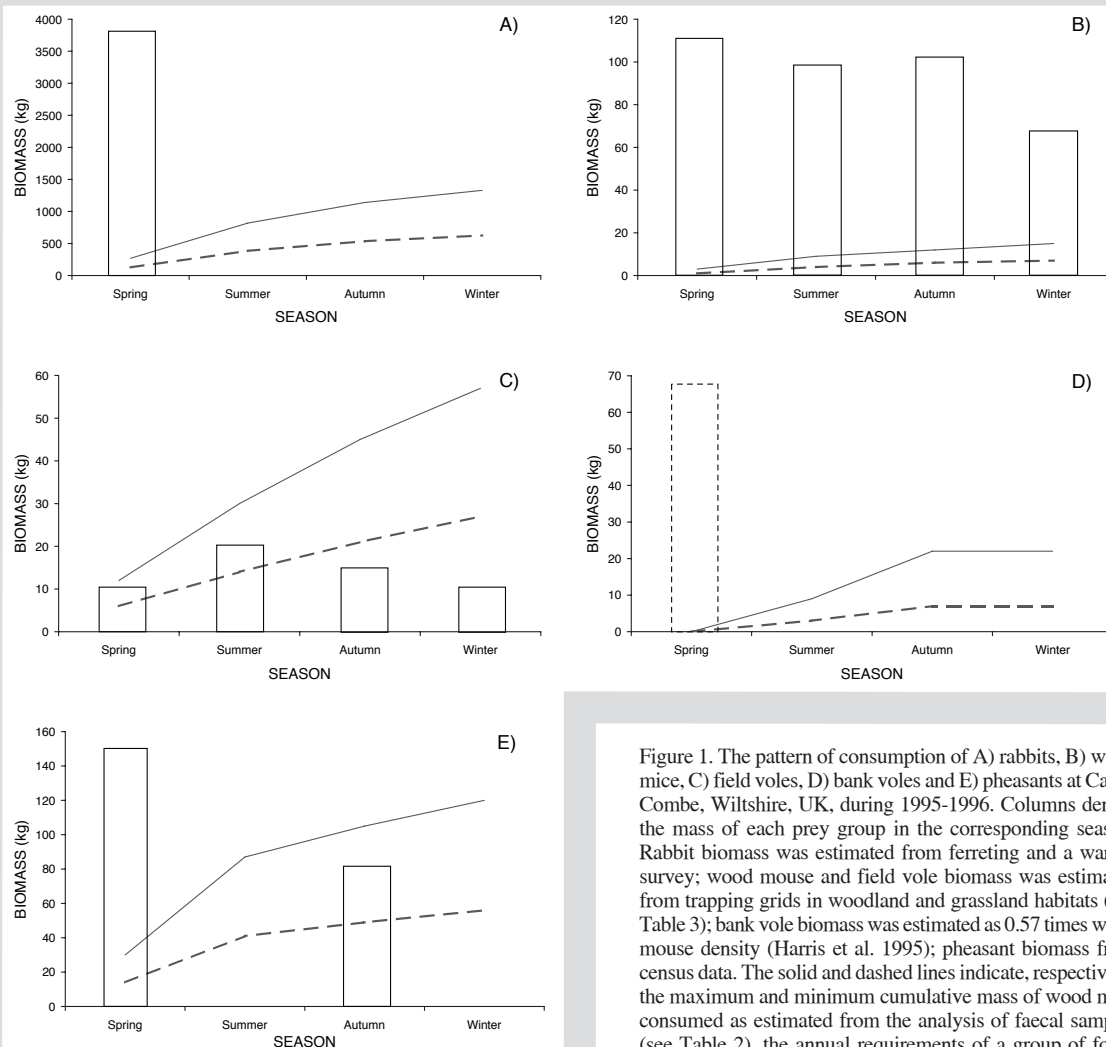 A)
4000
3500
3000
2500
2000
1500
1000
500
0
BIOMASS (kg)
Spring Summer Autumn Winter
SEASON
B)
120
100
80
60
40
20
0
BIOMASS (kg)
Spring Summer Autumn Winter
SEASON
C)
60
50
40
30
20
10
0
BIOMASS (kg)
Spring Summer Autumn Winter
SEASON
D)
70
60
50
40
30
20
10
0
BIOMASS (kg)
Spring Summer Autumn Winter
SEASON
E)
160
140
120
100
80
60
40
20
0
BIOMASS (kg)
Spring Summer Autumn Winter
SEASON
Figure 1. The pattern of consumption of A) rabbits, B) w
mice, C) field voles, D) bank voles and E) pheasants at Ca
Combe, Wiltshire, UK, during 1995-1996. Columns den
the mass of each prey group in the corresponding seas
Rabbit biomass was estimated from ferreting and a war
survey; wood mouse and field vole biomass was estima
from trapping grids in woodland and grassland habitats (
Table 3); bank vole biomass was estimated as 0.57 times w
mouse density (Harris et al. 1995); pheasant biomass fr
census data. The solid and dashed lines indicate, respectiv
the maximum and minimum cumulative mass of wood m
consumed as estimated from the analysis of faecal samp
(see Table 2), the annual requirements of a group of fo